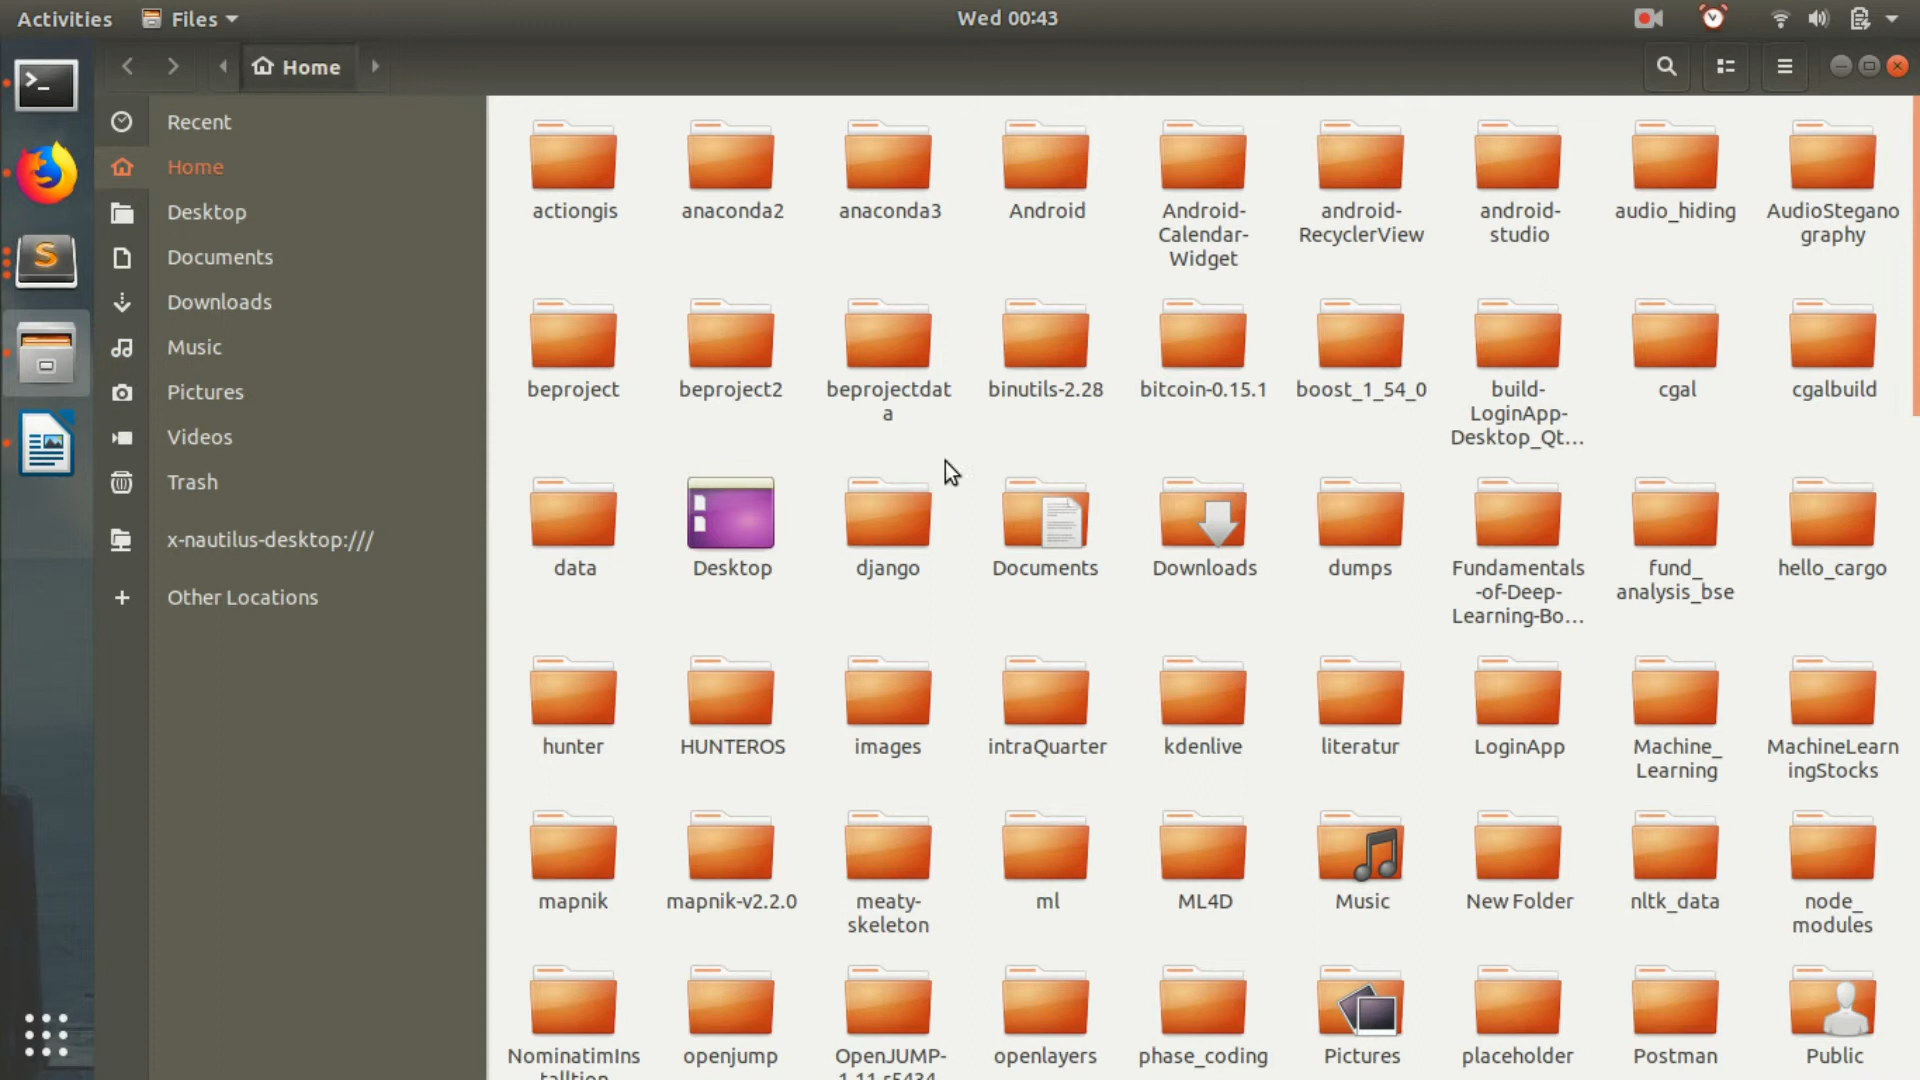 Activities
Files
Wed 00:43
Home
Recent
Home
Desktop
Documents
Downloads
Music
Pictures
Videos
Trash
x-nautilus-desktop:///
Other Locations
actiongis
anaconda2
anaconda3
Android
Android-
Calendar-
Widget
android-
RecyclerView
android-
studio
audio_hiding
AudioStegano
graphy
beproject
beproject2
beprojectdat
a
binutils-2.28
bitcoin-0.15.1
boost_1_54_0
build-
LoginApp-
Desktop_Qt...
cgal
cgalbuild
data
Desktop
django
Documents
Downloads
dumps
Fundamentals
-of-Deep-
Learning-Bo...
fund_
analysis_bse
hello_cargo
hunter
HUNTEROS
images
intraQuarter
kdenlive
literatur
LoginApp
Machine_
Learning
MachineLearn
ingStocks
mapnik
mapnik-v2.2.0
meaty-
skeleton
ml
ML4D
Music
New Folder
nltk_data
node_
modules
NominatimIns
talltion
openjump
OpenJUMP-
1.11-r5434
openlayers
phase_coding
Pictures
placeholder
Postman
Public